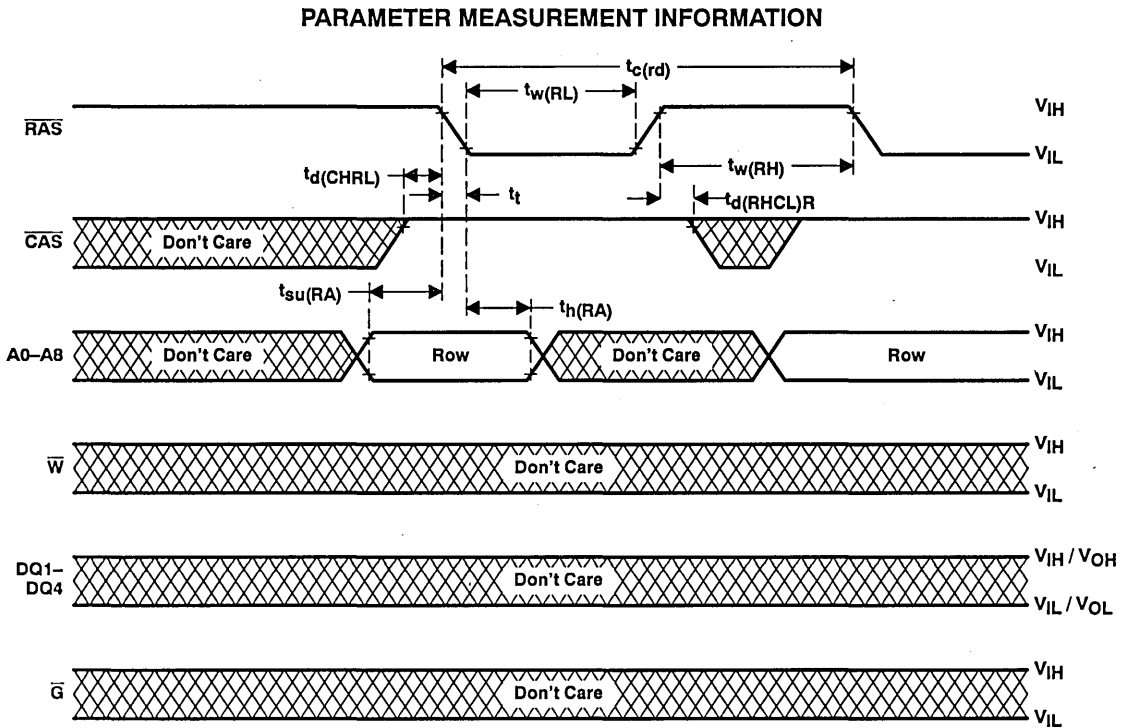 PARAMETER MEASUREMENT INFORMATION
tc(rd)
tw(RL)
RAS
VIH
VIL
tw(RH)
td(CHRL)
tt
td(RHCL)R
CAS
Don't Care
VIH
VIL
tsu(RA)
th(RA)
A0–A8
Don't Care
Row
Don't Care
Row
VIH
VIL
W
Don't Care
VIH
VIL
DQ1–
DQ4
Don't Care
VIH / VOH
VIL / VOL
G
Don't Care
VIH
VIL